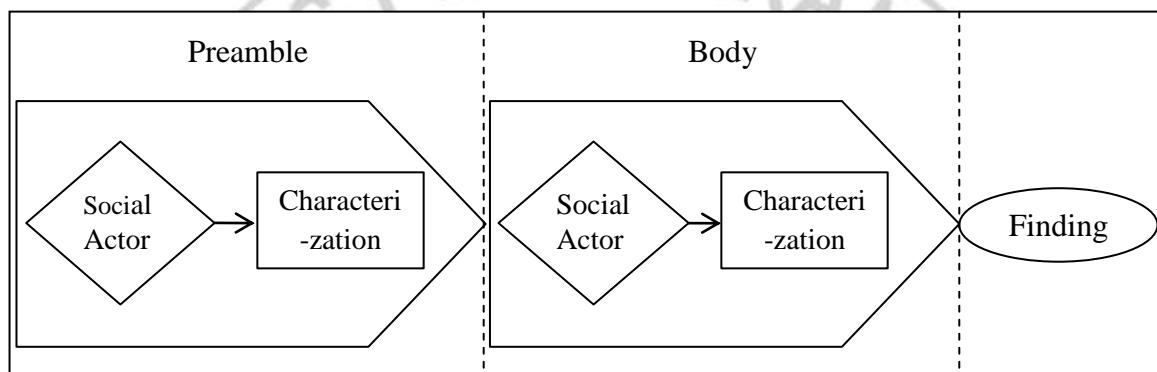 Preamble
Body
Social
Actor
Characteri
-zation
Social
Actor
Characteri
-zation
Finding